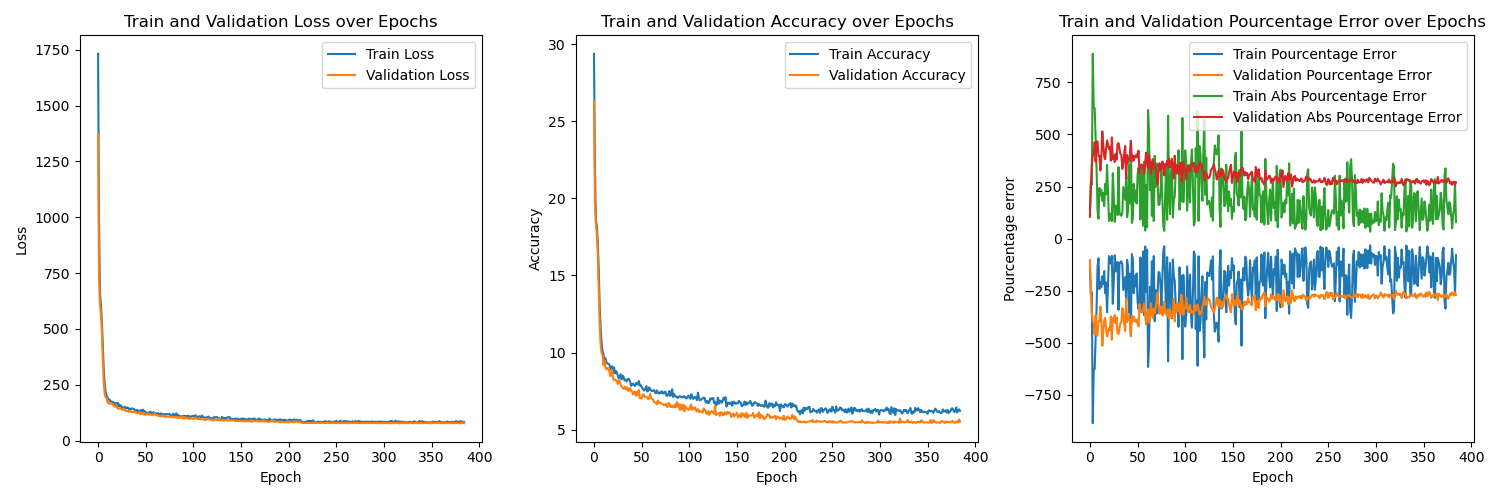 Train and Validation Loss over Epochs
Train Loss
Validation Loss
1750
1500
1250
1000
750
500
250
0
Loss
0 50 100 150 200 250 300 350 400
Epoch
Train and Validation Accuracy over Epochs
Train Accuracy
Validation Accuracy
30
25
20
15
10
5
Accuracy
0 50 100 150 200 250 300 350 400
Epoch
Train and Validation Pourcentage Error over Epochs
Train Pourcentage Error
Validation Pourcentage Error
Train Abs Pourcentage Error
Validation Abs Pourcentage Error
750
500
250
0
−250
−500
−750
Pourcentage error
0 50 100 150 200 250 300 350 400
Epoch